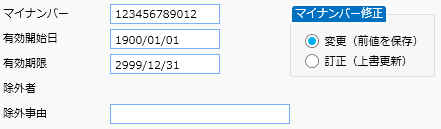 マイナンバー 123456789012
有効開始日 1900/01/01
有効期限 2999/12/31
除外者
除外事由
マイナンバー修正
変更（前値を保存）
訂正（上書更新）